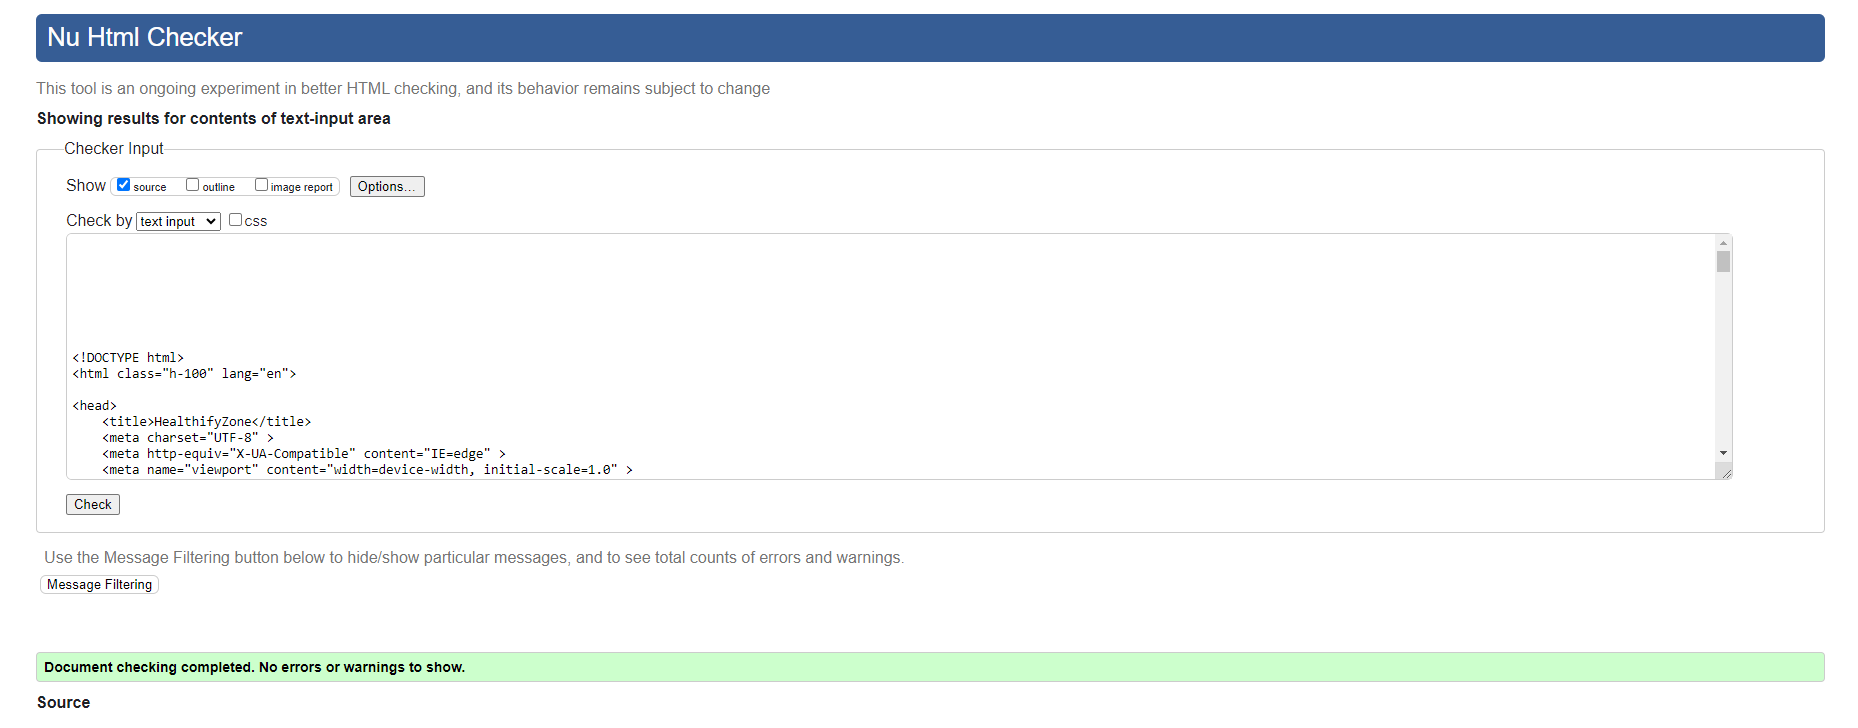 Nu Html Checker
This tool is an ongoing experiment in better HTML checking, and its behavior remains subject to change
Showing results for contents of text-input area
Checker Input
Show source outline image report Options...
Check by text input css
<!DOCTYPE html>
<html class="h-100" lang="en">
<head>
<title>HealthifyZone</title>
<meta charset="UTF-8" >
<meta http-equiv="X-UA-Compatible" content="IE=edge" >
<meta name="viewport" content="width=device-width, initial-scale=1.0" >
Check
Use the Message Filtering button below to hide/show particular messages, and to see total counts of errors and warnings.
Message Filtering
Document checking completed. No errors or warnings to show.
Source